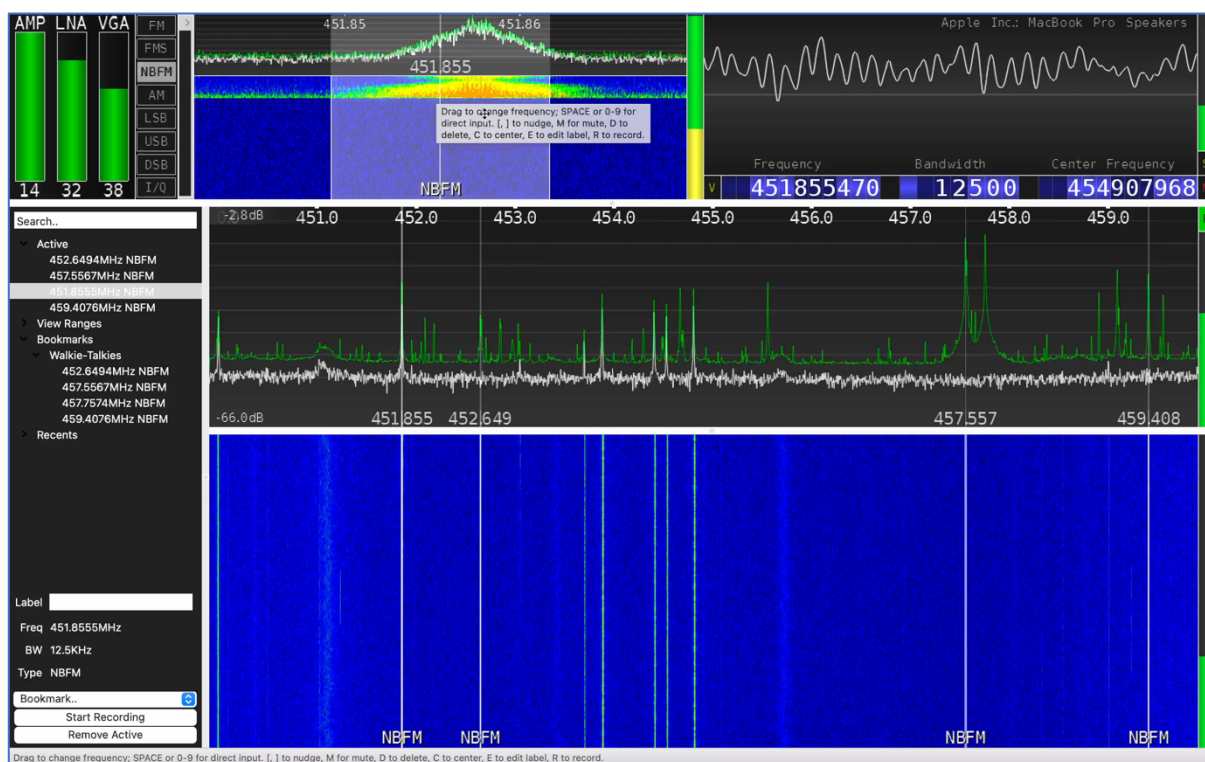 AMP LNA VGA
14 32 38
FM
FMS
NBFM
AM
LSB
USB
DSB
I/Q
>
451.85 451.86
451.855
Drag to change frequency; SPACE or 0-9 for
direct input. [, ] to nudge, M for mute, D to
delete, C to center, E to edit label, R to record.
NBFM
Apple Inc.: MacBook Pro Speakers
Frequency Bandwidth Center Frequency
V 451855470 12500 454907968
Search..
Active
452.6494MHz NBFM
457.5567MHz NBFM
451.8555MHz NBFM
459.4076MHz NBFM
View Ranges
Bookmarks
Walkie-Talkies
452.6494MHz NBFM
457.5567MHz NBFM
457.7574MHz NBFM
459.4076MHz NBFM
Recents
Label
Freq 451.8555MHz
BW 12.5KHz
Type NBFM
Bookmark..
Start Recording
Remove Active
-2.8dB 451.0 452.0 453.0 454.0 455.0 456.0 457.0 458.0 459.0
-66.0dB 451.855 452.649 457.557 459.408
NBFM NBFM NBFM NBFM
Drag to change frequency; SPACE or 0-9 for direct input. [, ] to nudge, M for mute, D to delete, C to center, E to edit label, R to record.